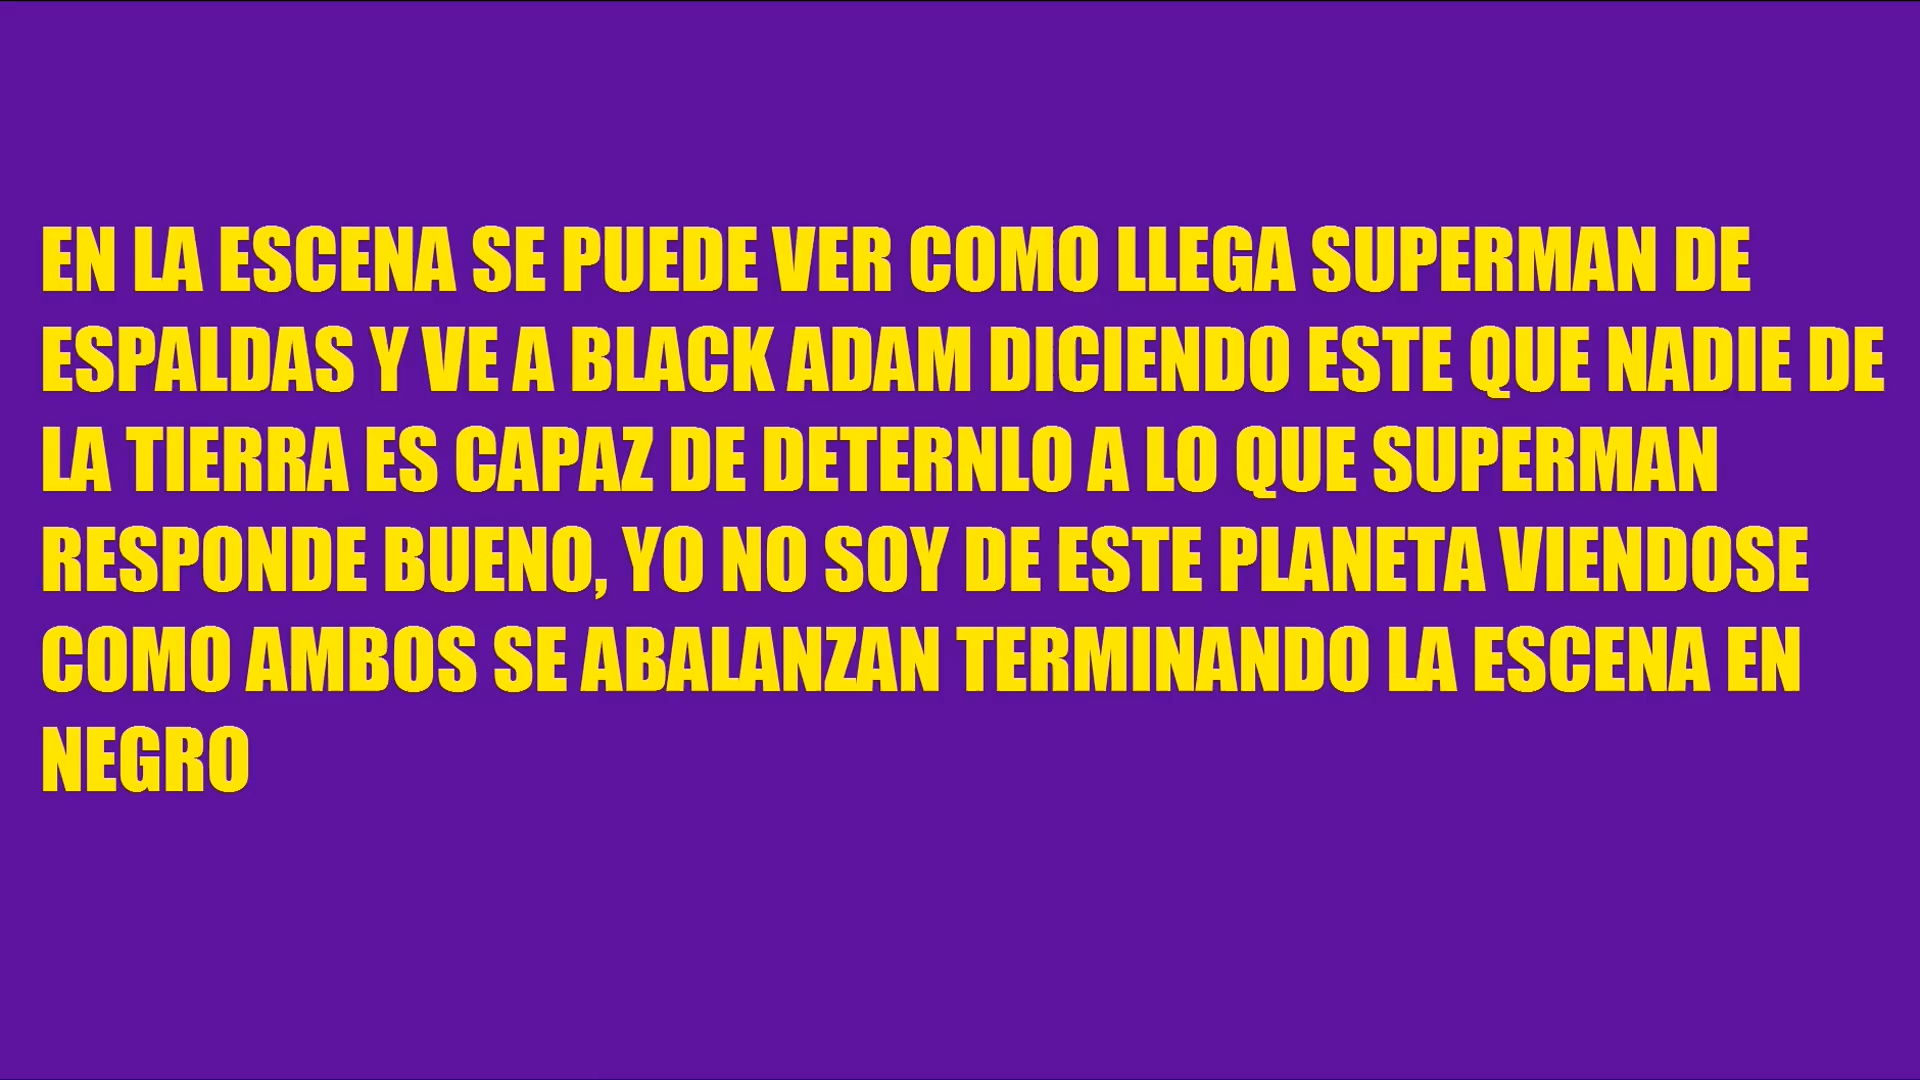 EN LA ESCENA SE PUEDE VER COMO LLEGA SUPERMAN DE
ESPALDAS Y VE A BLACK ADAM DICIENDO ESTE QUE NADIE DE
LA TIERRA ES CAPAZ DE DETERNLO A LO QUE SUPERMAN
RESPONDE BUENO, YO NO SOY DE ESTE PLANETA VIENDOSE
COMO AMBOS SE ABALANZAN TERMINANDO LA ESCENA EN
NEGRO